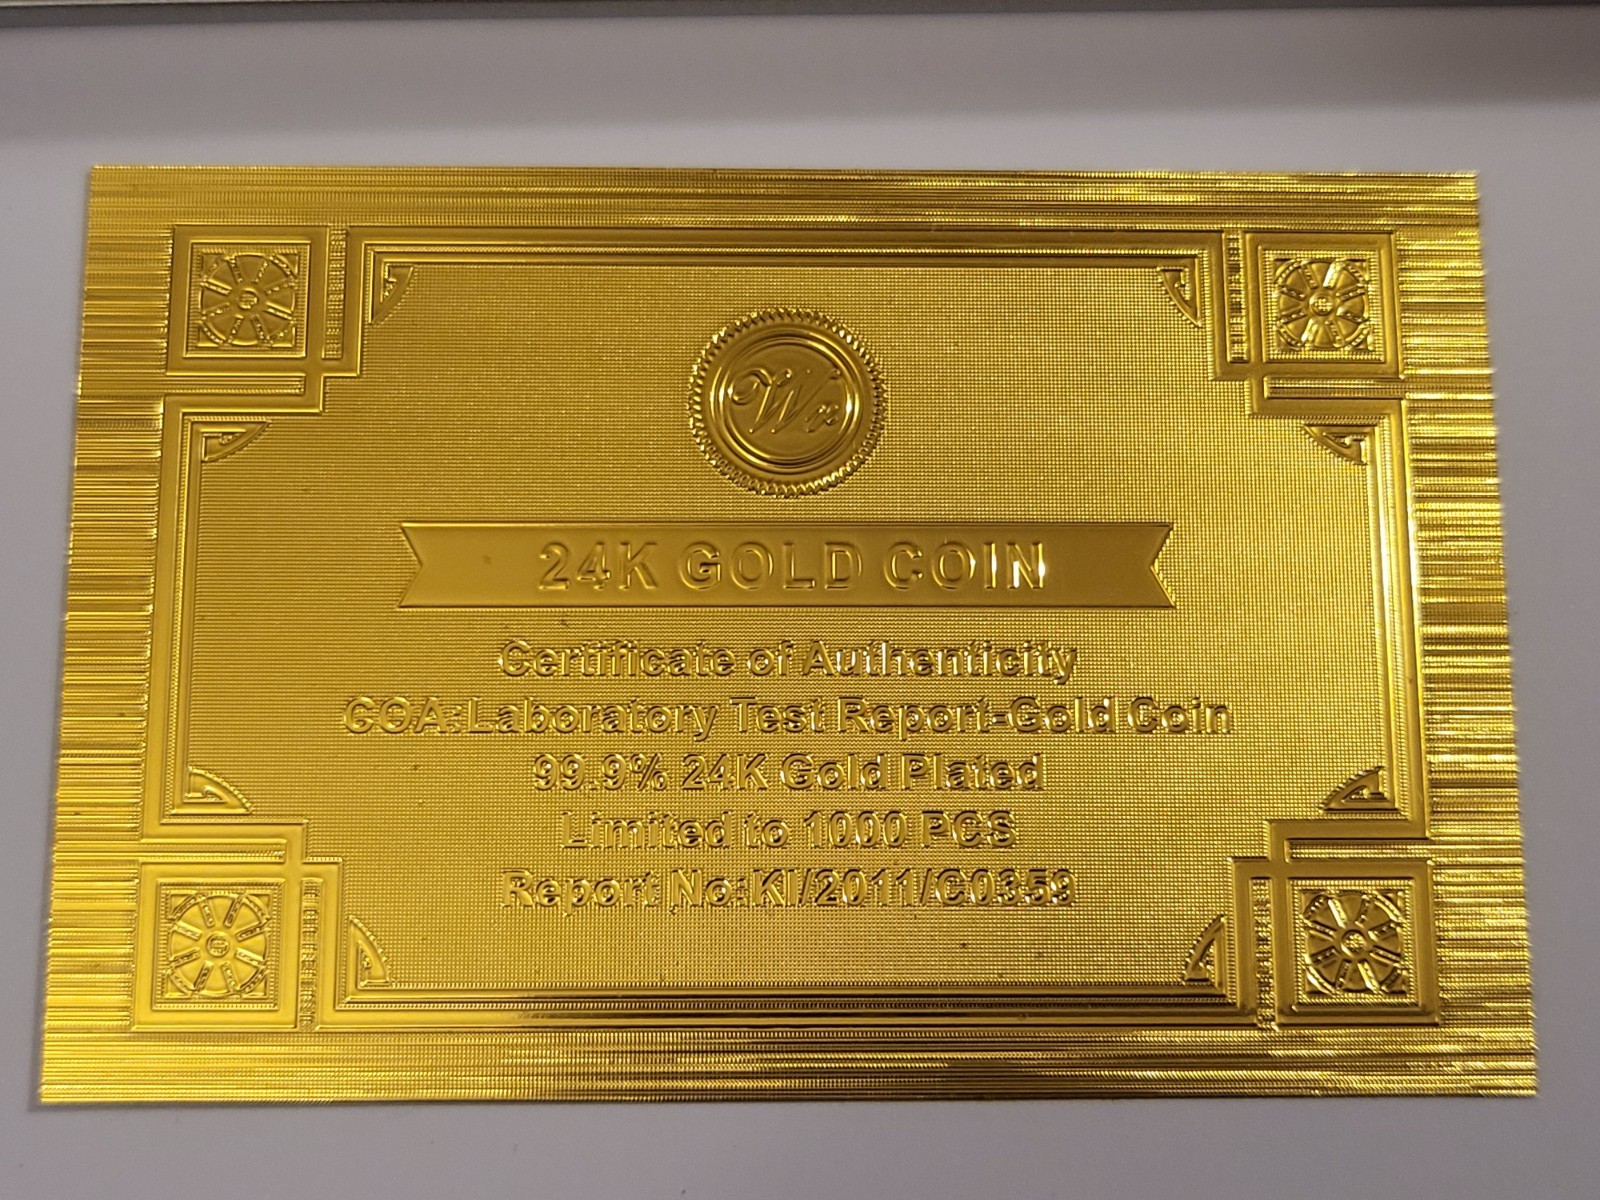 Wr
24K GOLD COIN
Certificate of Authenticity
COA:Laboratory Test Report-Gold Coin
99.9% 24K Gold Plated
Limited to 1000 PCS
Report No:KI/2011/C0359